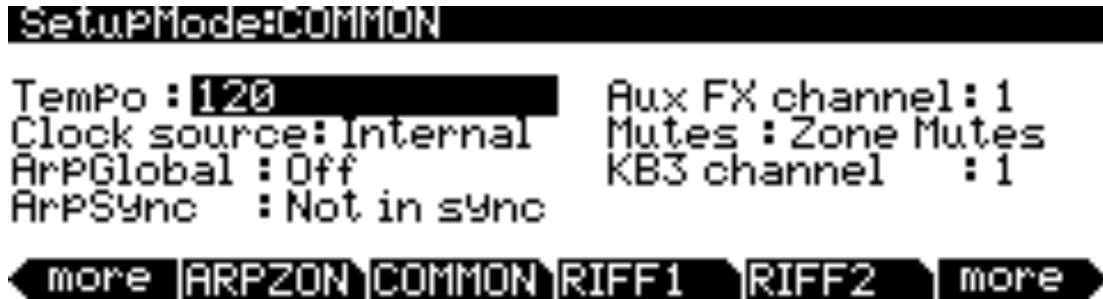 SetupMode:COMMON
Tempo :120 Aux FX channel:1
Clock source:Internal Mutes :Zone Mutes
ArpGlobal :Off KB3 channel :1
ArpSync :Not in sync
more ARPZON COMMON RIFF1 RIFF2 more